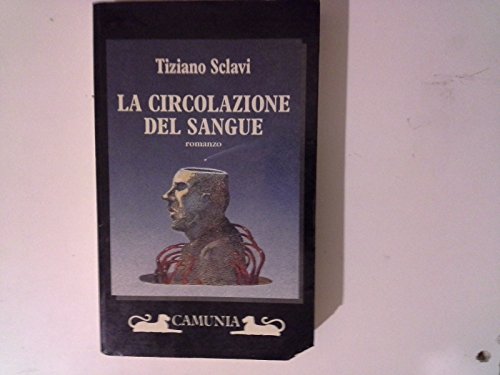 Tiziano Sclavi
LA CIRCOLAZIONE
DEL SANGUE
romanzo
CAMUNIA